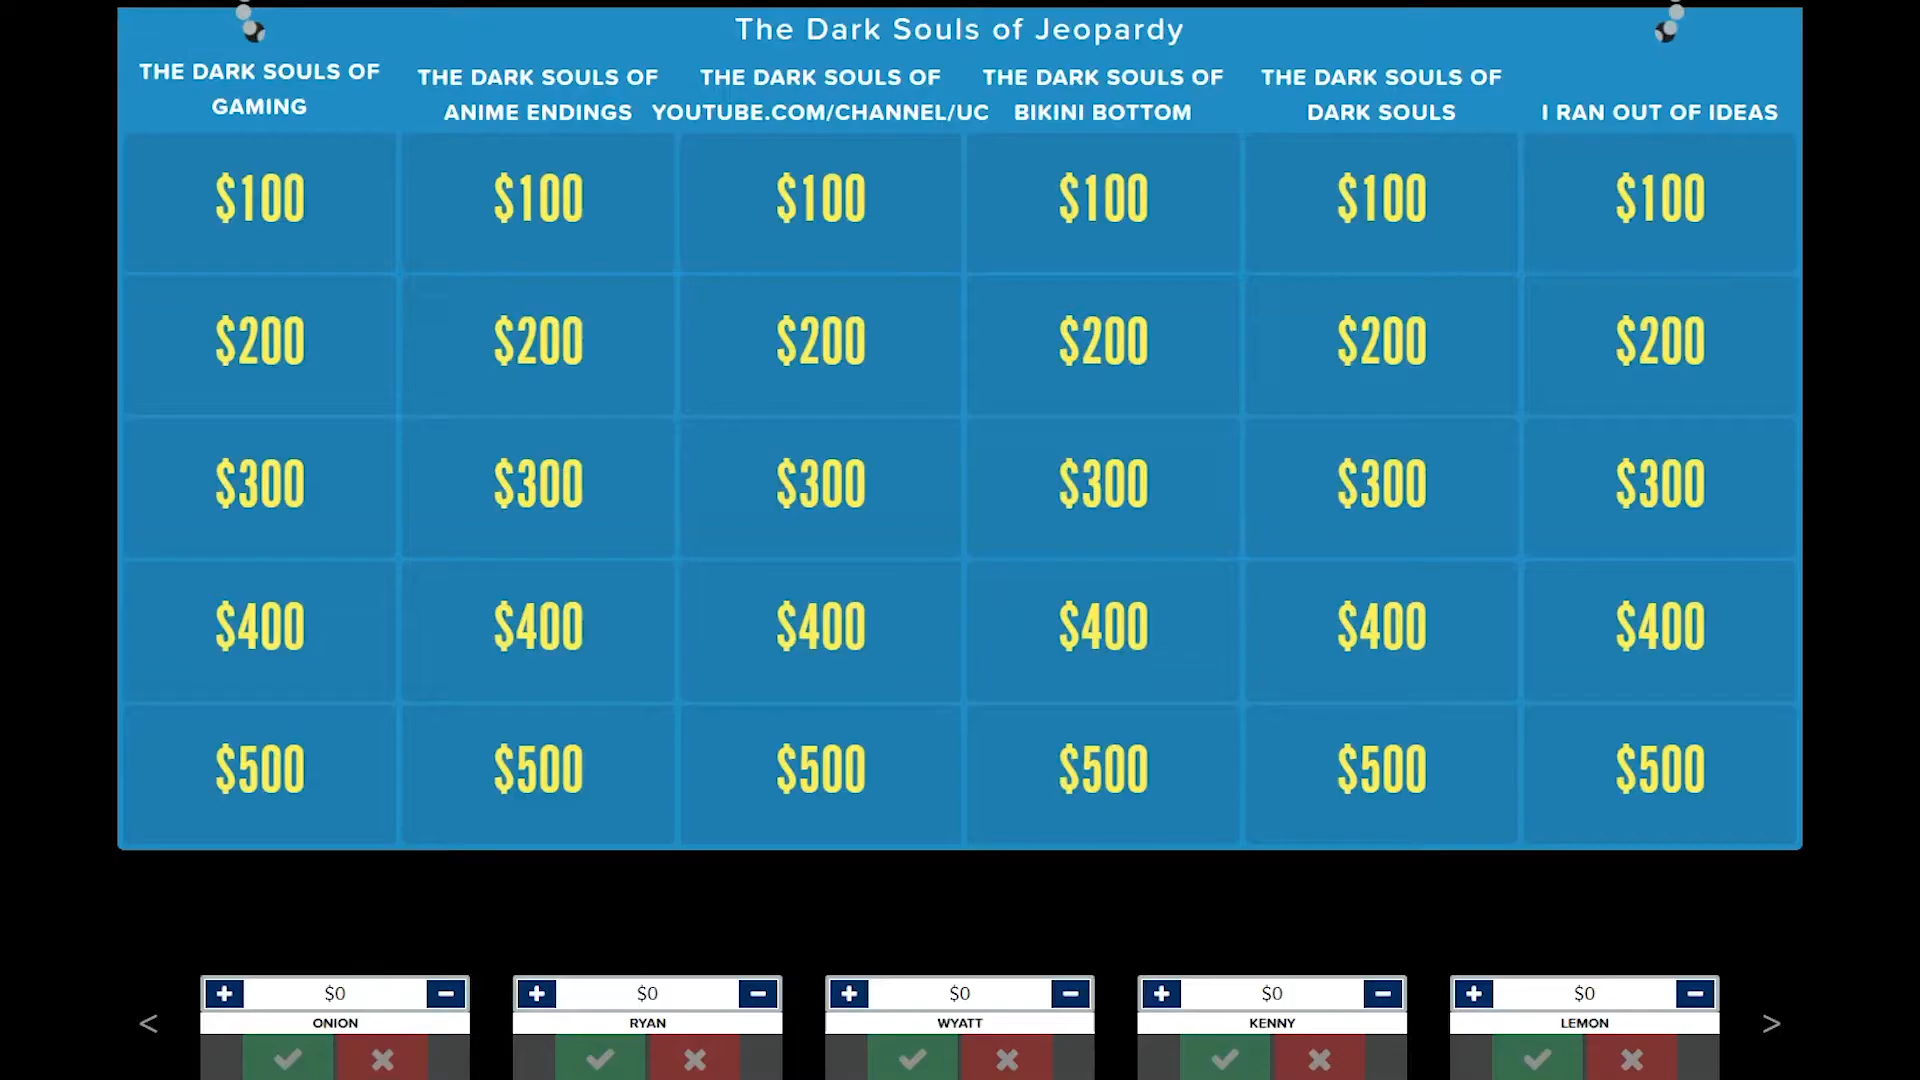 The Dark Souls of Jeopardy
THE DARK SOULS OF
GAMING
THE DARK SOULS OF
ANIME ENDINGS
THE DARK SOULS OF
YOUTUBE.COM/CHANNEL/UC
THE DARK SOULS OF
BIKINI BOTTOM
THE DARK SOULS OF
DARK SOULS
I RAN OUT OF IDEAS
$100 $100 $100 $100 $100 $100
$200 $200 $200 $200 $200 $200
$300 $300 $300 $300 $300 $300
$400 $400 $400 $400 $400 $400
$500 $500 $500 $500 $500 $500
< + $0 − + $0 − + $0 − + $0 − + $0 − >
ONION RYAN WYATT KENNY LEMON